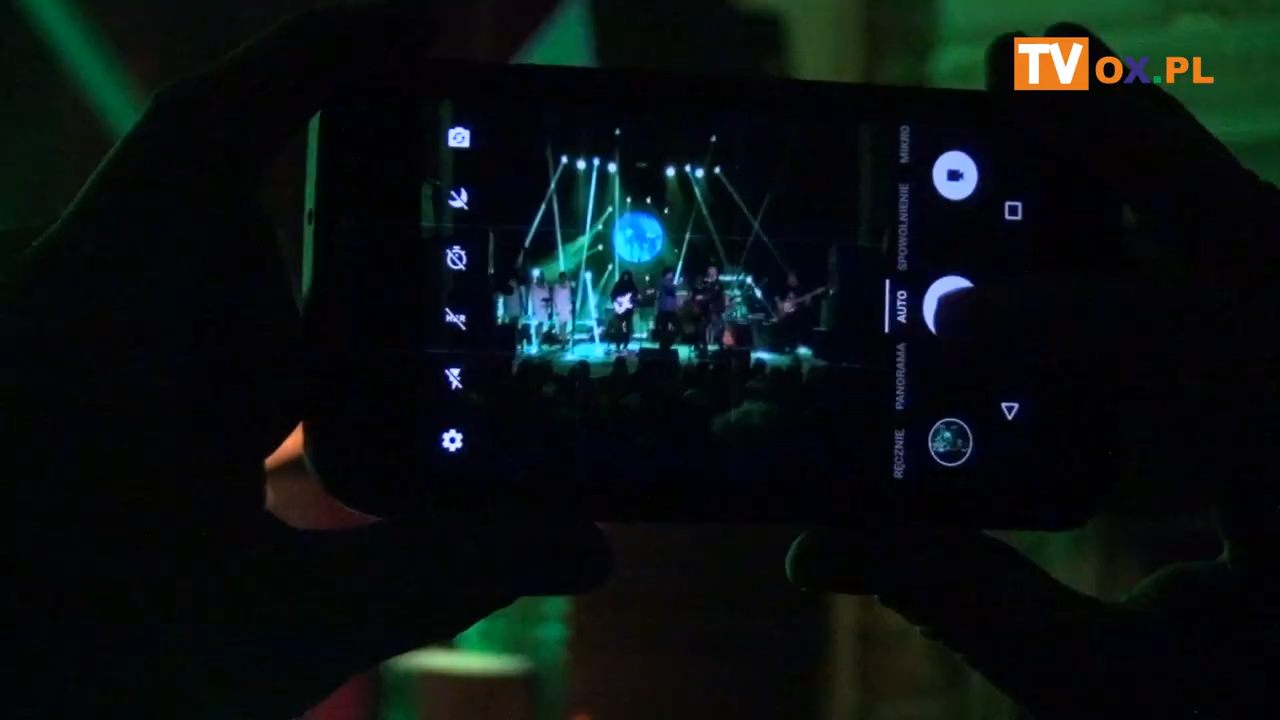 TVOX.PL
MIKRO
SPOWOLNIENIE
AUTO
PANORAMA
RĘCZNIE